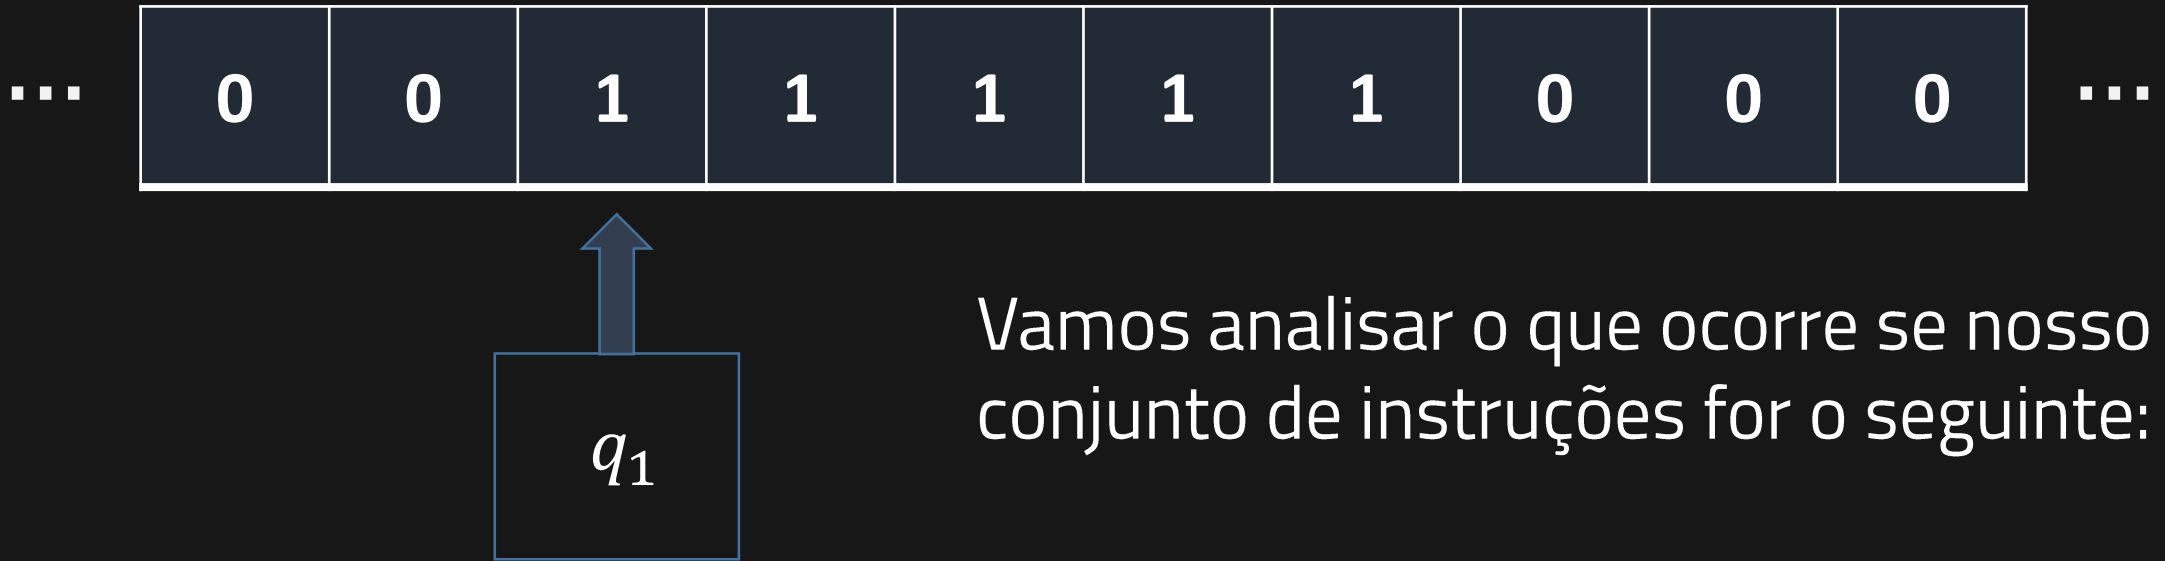 ... 0 0 1 1 1 1 1 0 0 0 ...
Vamos analisar o que ocorre se nosso
conjunto de instruções for o seguinte:
q₁